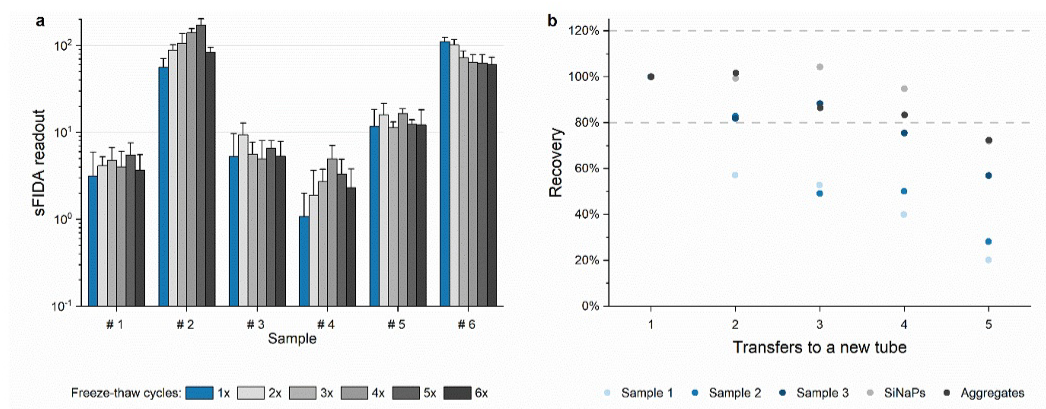 a
sFIDA readout
10²
10¹
10⁰
10⁻¹
# 1
# 2
# 3
# 4
# 5
# 6
Sample
Freeze-thaw cycles: 1x 2x 3x 4x 5x 6x
b
Recovery
120%
100%
80%
60%
40%
20%
0%
1
2
3
4
5
Transfers to a new tube
Sample 1 Sample 2 Sample 3 SiNaPs Aggregates